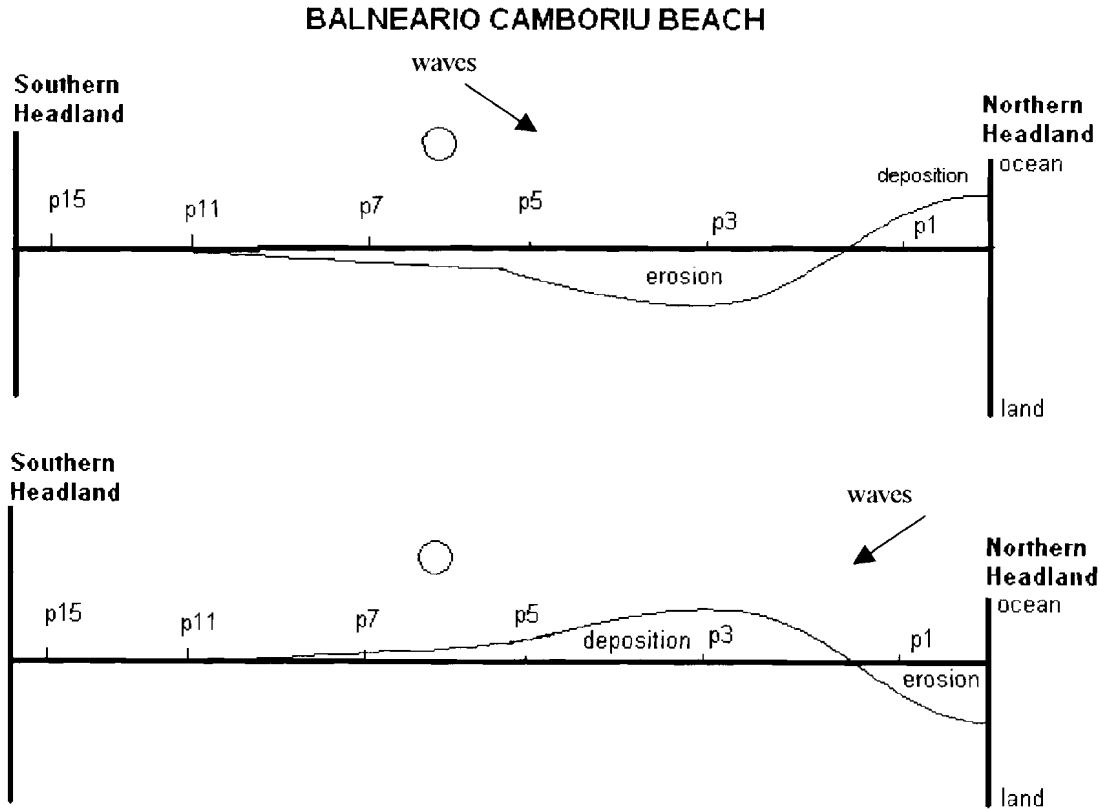 BALNEARIO CAMBORIU BEACH
waves
Southern
Headland
Northern
Headland
ocean
deposition
p15
p11
p7
p5
p3
p1
erosion
land
Southern
Headland
waves
Northern
Headland
ocean
p15
p11
p7
p5
deposition
p3
p1
erosion
land